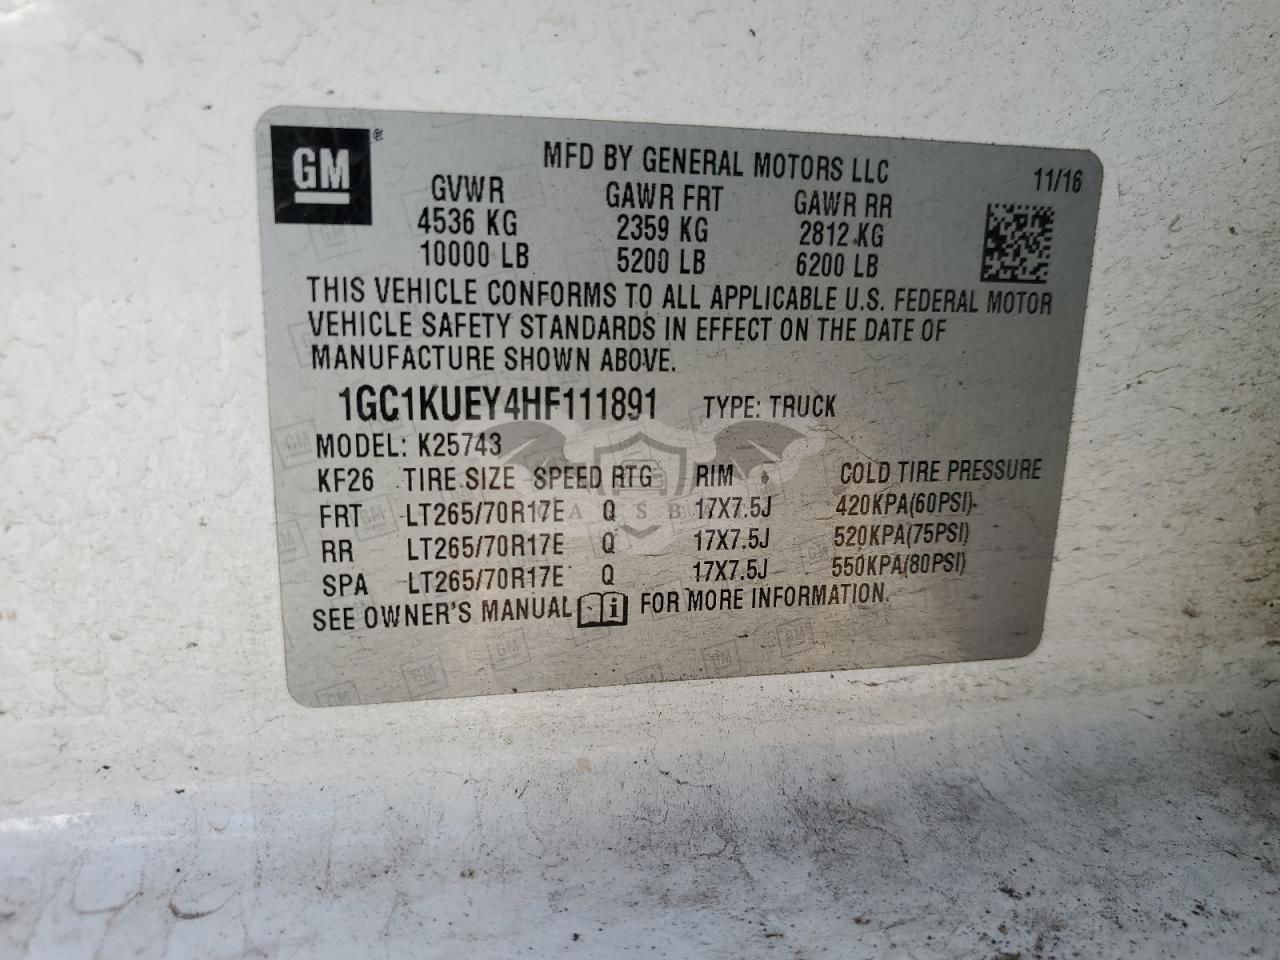 GM
MFD BY GENERAL MOTORS LLC 11/16
GVWR GAWR FRT GAWR RR
4536 KG 2359 KG 2812 KG
10000 LB 5200 LB 6200 LB
THIS VEHICLE CONFORMS TO ALL APPLICABLE U.S. FEDERAL MOTOR
VEHICLE SAFETY STANDARDS IN EFFECT ON THE DATE OF
MANUFACTURE SHOWN ABOVE.
1GC1KUEY4HF111891 TYPE: TRUCK
MODEL: K25743
KF26 TIRE SIZE SPEED RTG RIM COLD TIRE PRESSURE
FRT LT265/70R17E Q 17X7.5J 420KPA(60PSI)
RR LT265/70R17E Q 17X7.5J 520KPA(75PSI)
SPA LT265/70R17E Q 17X7.5J 550KPA(80PSI)
SEE OWNER'S MANUAL i FOR MORE INFORMATION.